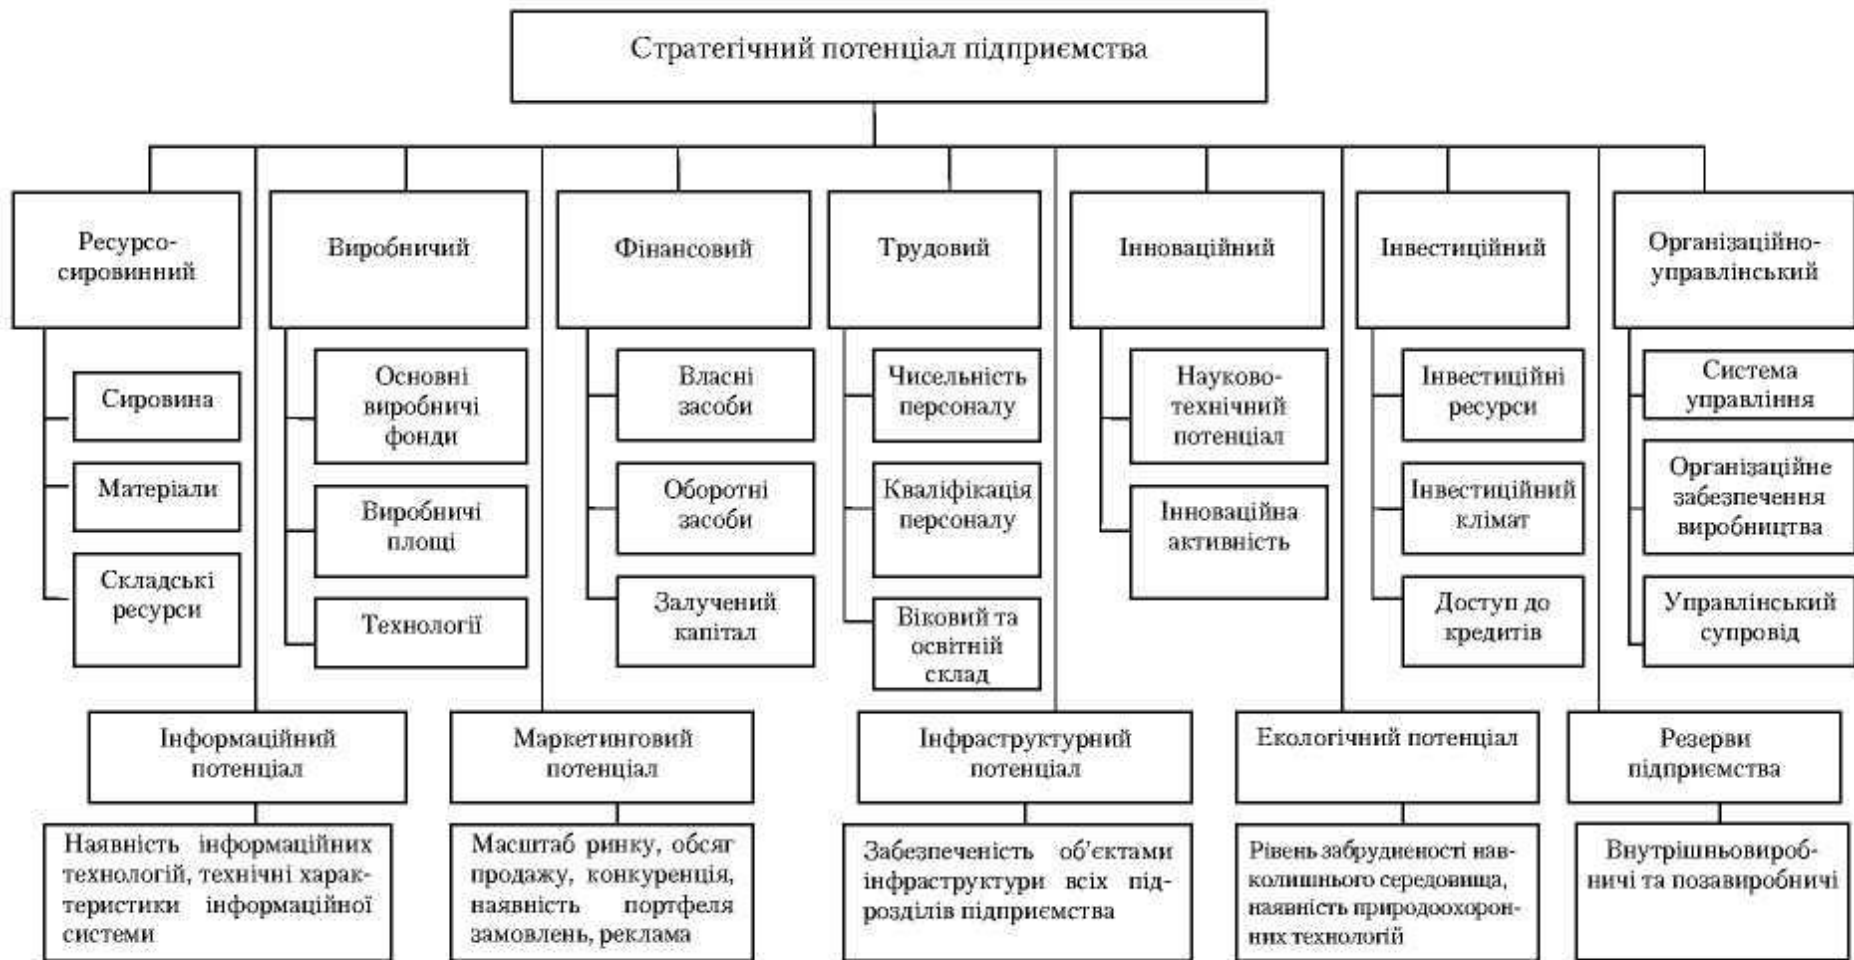 Стратегічний потенціал підприємства
Ресурсо-
сировинний
Виробничий
Фінансовий
Трудовий
Інноваційний
Інвестиційний
Організаційно-
управлінський
Сировина
Матеріали
Складські
ресурси
Основні
виробничі
фонди
Виробничі
площі
Технології
Власні
засоби
Оборотні
засоби
Залучений
капітал
Чисельність
персоналу
Кваліфікація
персоналу
Віковий та
освітній
склад
Науково-
технічний
потенціал
Інноваційна
активність
Інвестиційні
ресурси
Інвестиційний
клімат
Доступ до
кредитів
Система
управління
Організаційне
забезпечення
виробництва
Управлінський
супровід
Інформаційний
потенціал
Маркетинговий
потенціал
Інфраструктурний
потенціал
Екологічний потенціал
Резерви
підприємства
Наявність інформаційних
технологій, технічні харак-
теристики інформаційної
системи
Масштаб ринку, обсяг
продажу, конкуренція,
наявність портфеля
замовлень, реклама
Забезпеченість об’єктами
інфраструктури всіх під-
розділів підприємства
Рівень забрудненості нав-
колишнього середовища,
наявність природоохорон-
них технологій
Внутрішньовироб-
ничі та позавиробничі